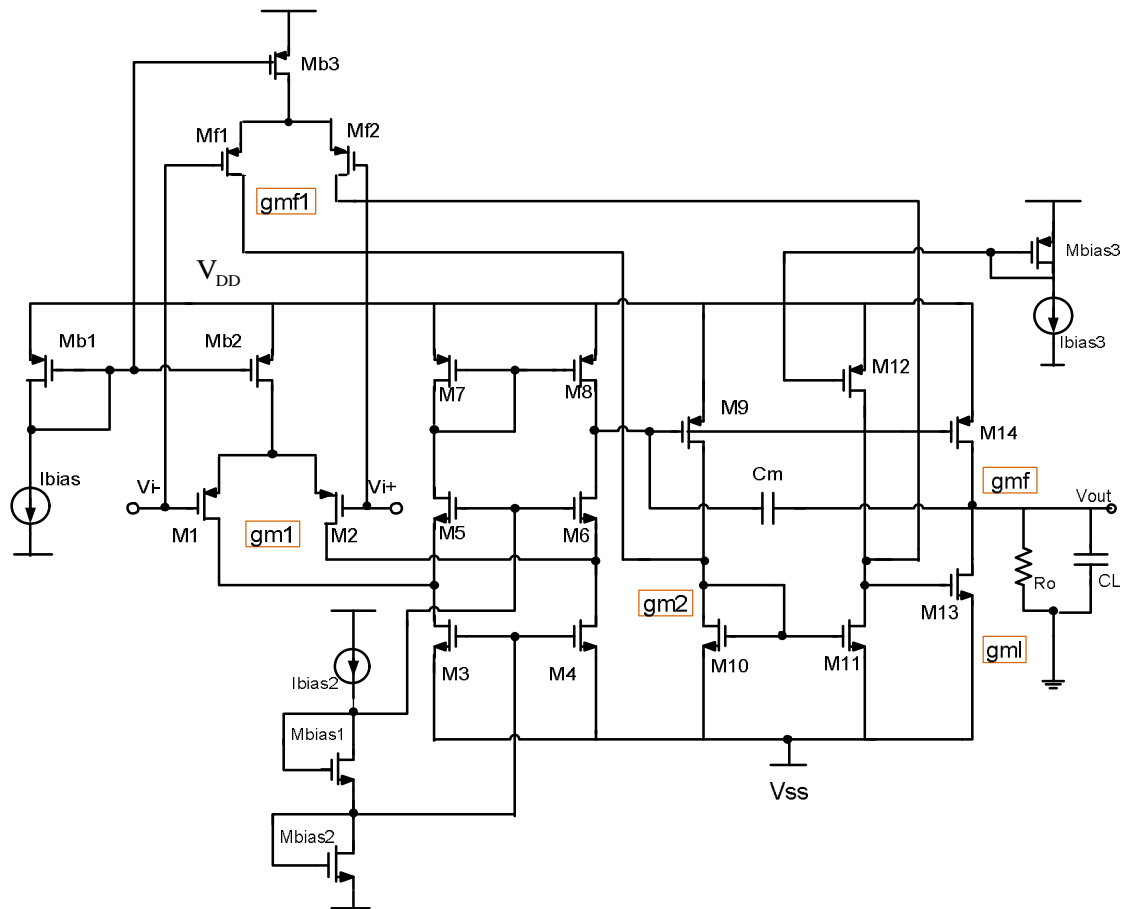 Mb3
Mf1
Mf2
gmf1
Mbias3
VDD
Ibias3
Mb1
Mb2
M12
M7
M8
M9
M14
Ibias
Vi-
Vi+
Cm
gmf
Vout
M1
gm1
M2
M5
M6
Ro
CL
gm2
M13
M3
M4
M10
M11
gml
Ibias2
Mbias1
Vss
Mbias2